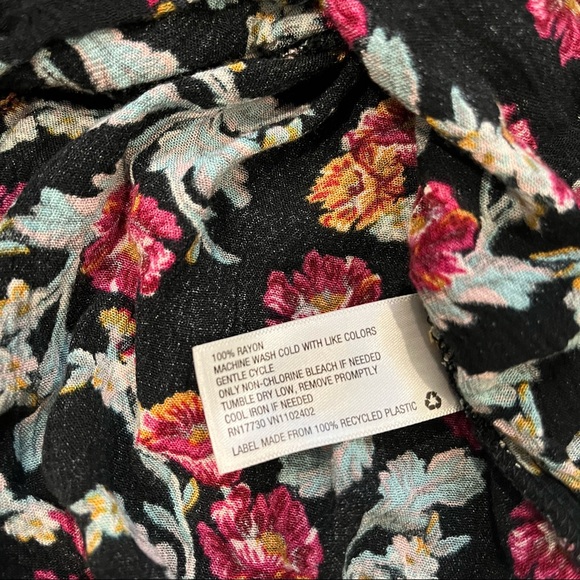 100% RAYON
MACHINE WASH COLD WITH LIKE COLORS
GENTLE CYCLE
ONLY NON-CHLORINE BLEACH IF NEEDED
TUMBLE DRY LOW, REMOVE PROMPTLY
COOL IRON IF NEEDED
RN17730 VN1102402
LABEL MADE FROM 100% RECYCLED PLASTIC